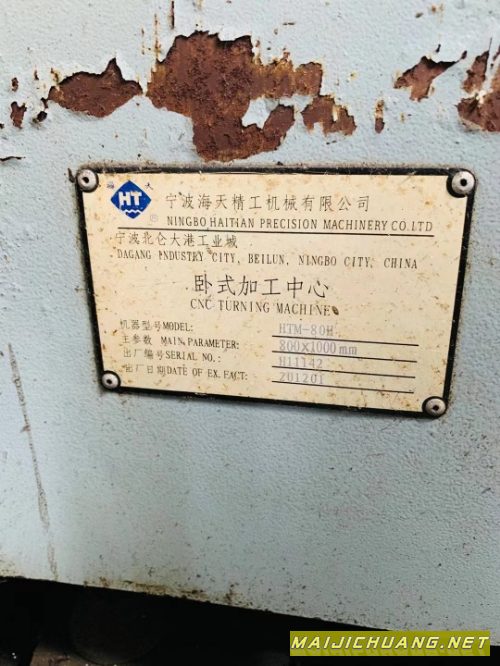 海天
HT
®
宁波海天精工机械有限公司
NINGBO HAITIAN PRECISION MACHINERY CO.LTD
宁波北仑大港工业城
DAGANG INDUSTRY CITY, BEILUN, NINGBO CITY, CHINA
卧式加工中心
CNC TURNING MACHINE
机器型号MODEL: HTM-80H
主参数 MAIN PARAMETER: 800×1000mm
出厂编号SERIAL NO.: H11142
出厂日期DATE OF EX. FACT: 201201
MAIJICHUANG.NET